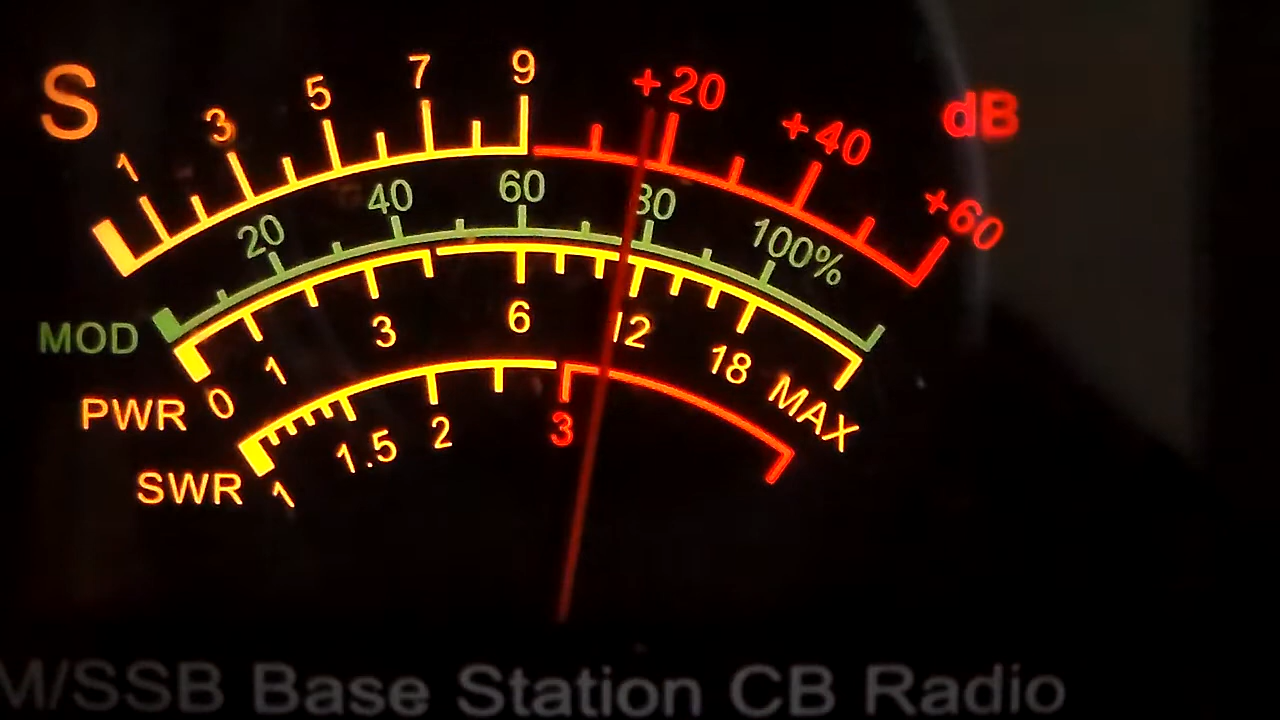 S 1 3 5 7 9 +20 +40 +60 dB
MOD 20 40 60 80 100%
PWR 0 1 3 6 12 18 MAX
SWR 1 1.5 2 3
M/SSB Base Station CB Radio